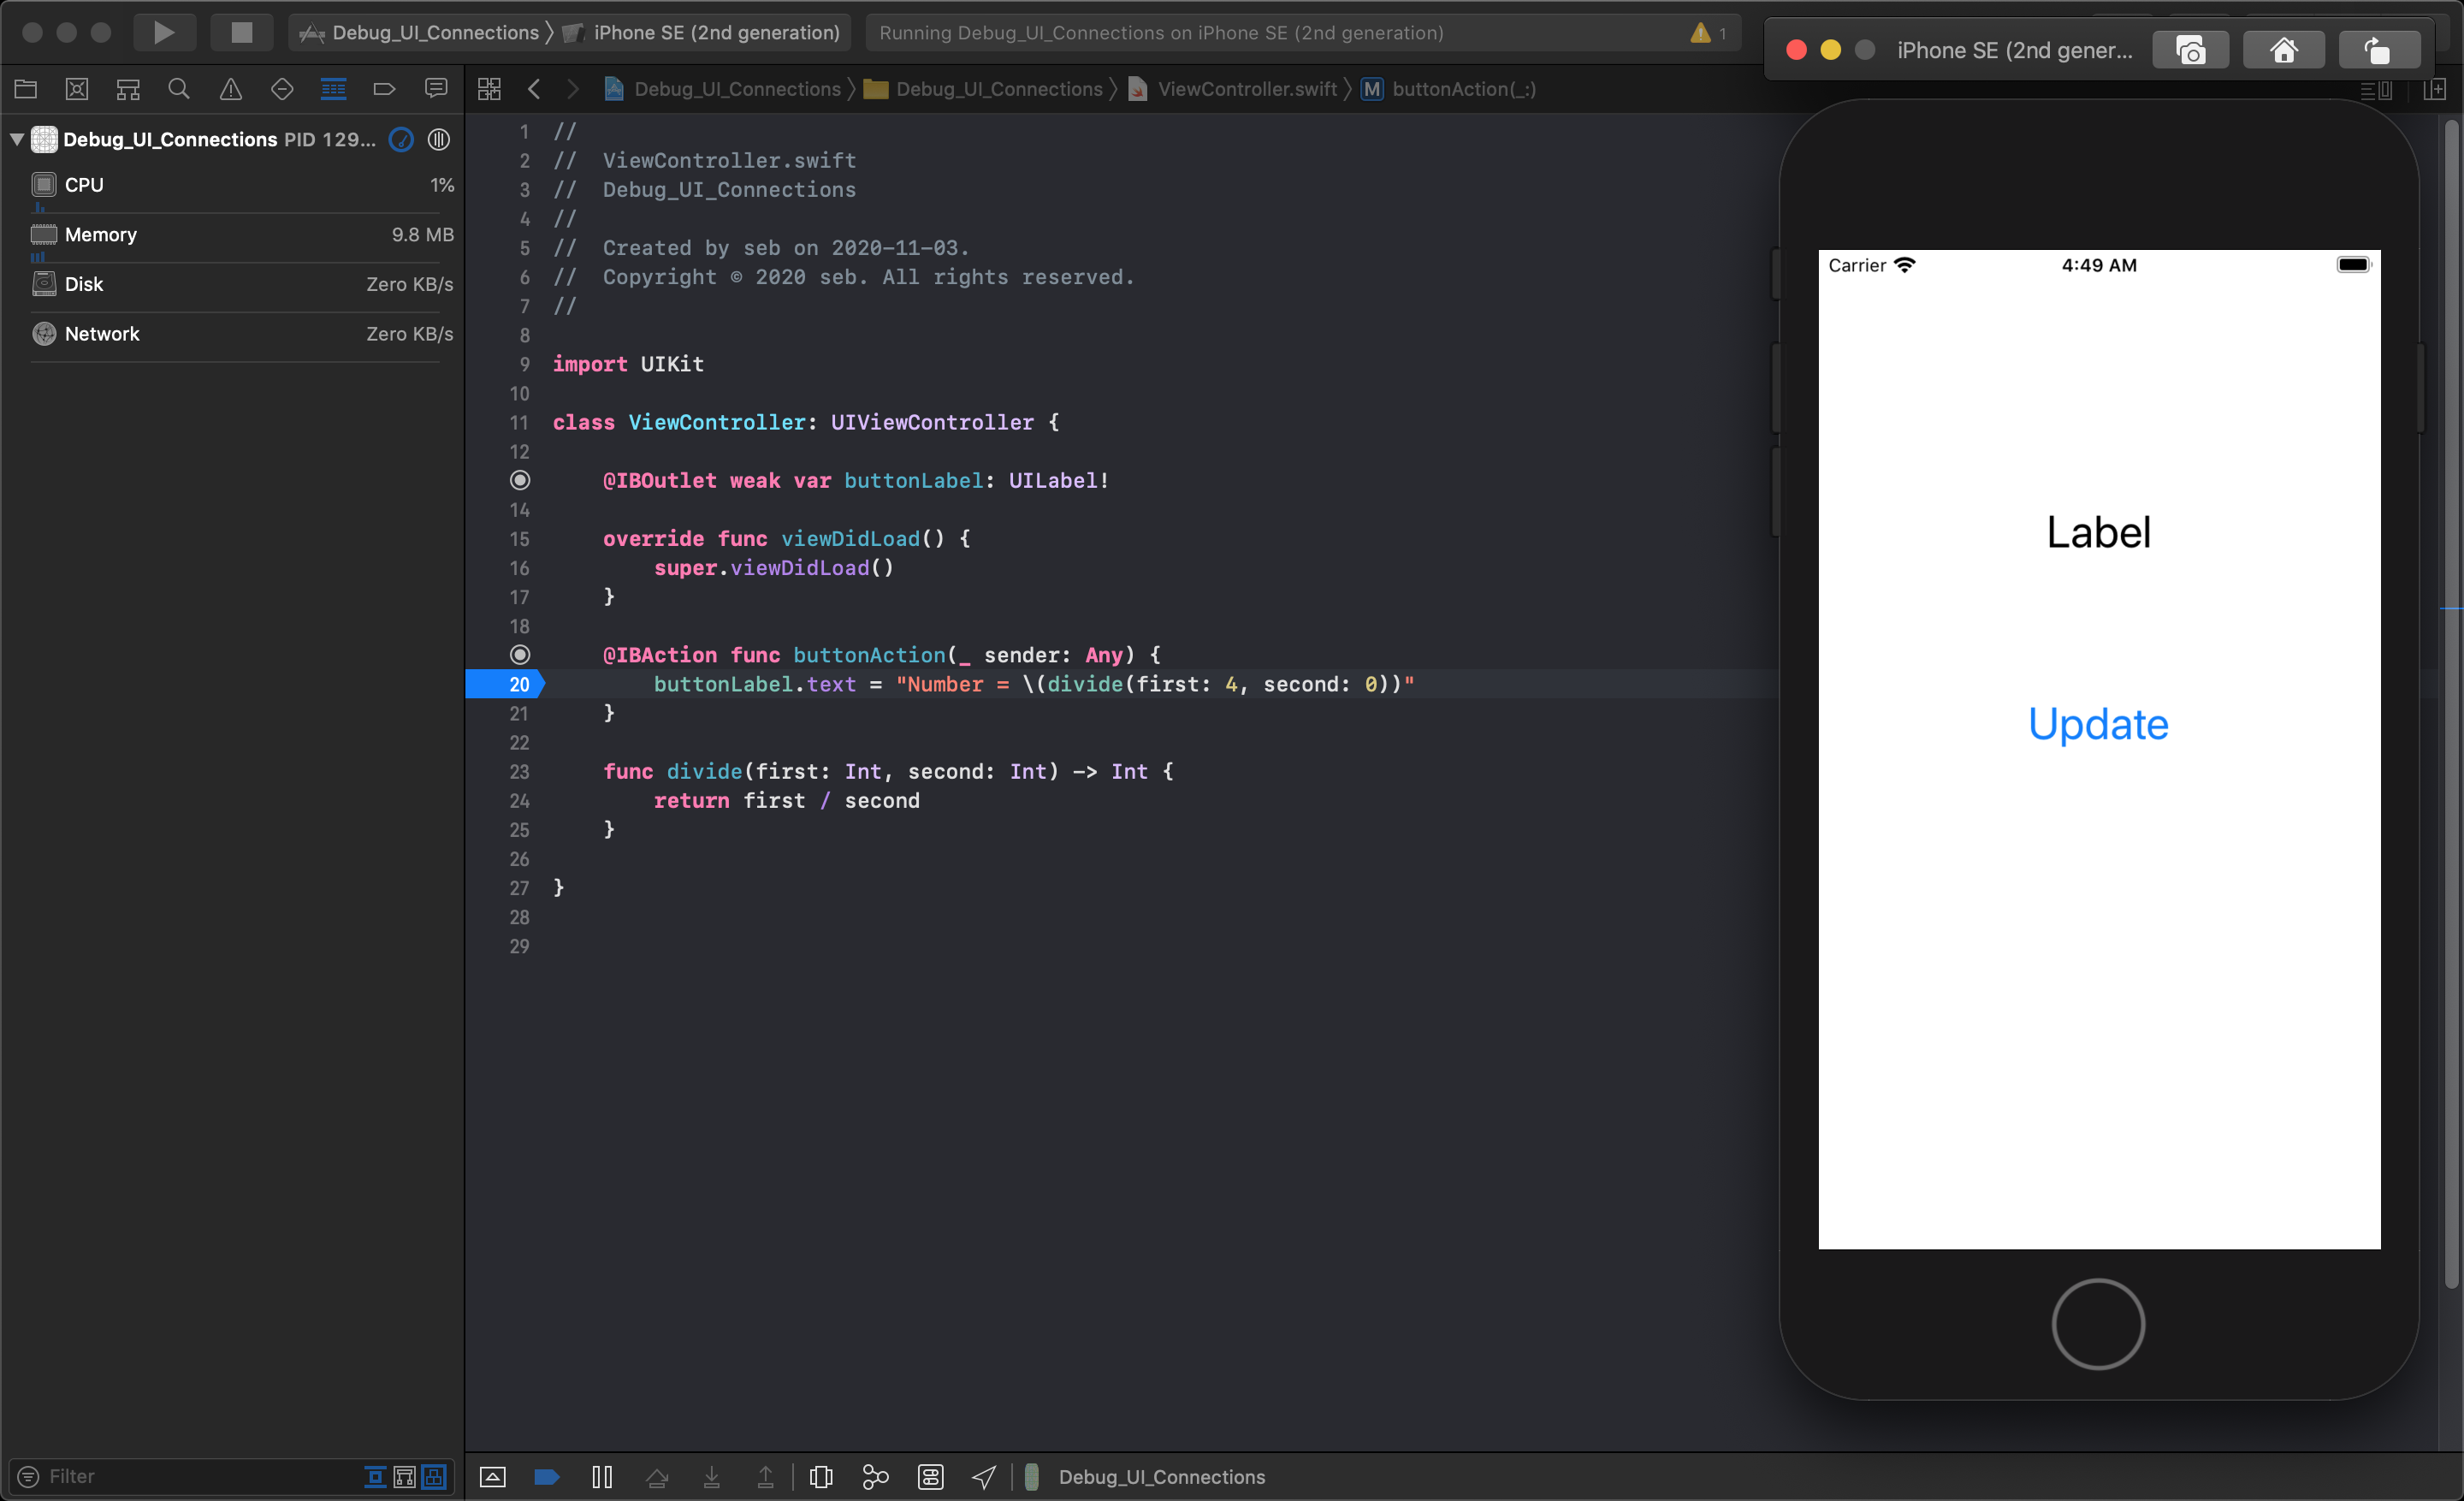 Debug_UI_Connections iPhone SE (2nd generation)
Running Debug_UI_Connections on iPhone SE (2nd generation) 1
iPhone SE (2nd gener...
Debug_UI_Connections Debug_UI_Connections ViewController.swift M buttonAction(_:)
Debug_UI_Connections PID 129...
CPU 1%
Memory 9.8 MB
Disk Zero KB/s
Network Zero KB/s
1 //
2 //  ViewController.swift
3 //  Debug_UI_Connections
4 //
5 //  Created by seb on 2020-11-03.
6 //  Copyright © 2020 seb. All rights reserved.
7 //
8
9 import UIKit
10
11 class ViewController: UIViewController {
12
@IBOutlet weak var buttonLabel: UILabel!
14
15 override func viewDidLoad() {
16 super.viewDidLoad()
17 }
18
@IBAction func buttonAction(_ sender: Any) {
20 buttonLabel.text = "Number = \(divide(first: 4, second: 0))"
21 }
22
23 func divide(first: Int, second: Int) -> Int {
24 return first / second
25 }
26
27 }
28
29
Carrier 4:49 AM
Label
Update
Filter
Debug_UI_Connections